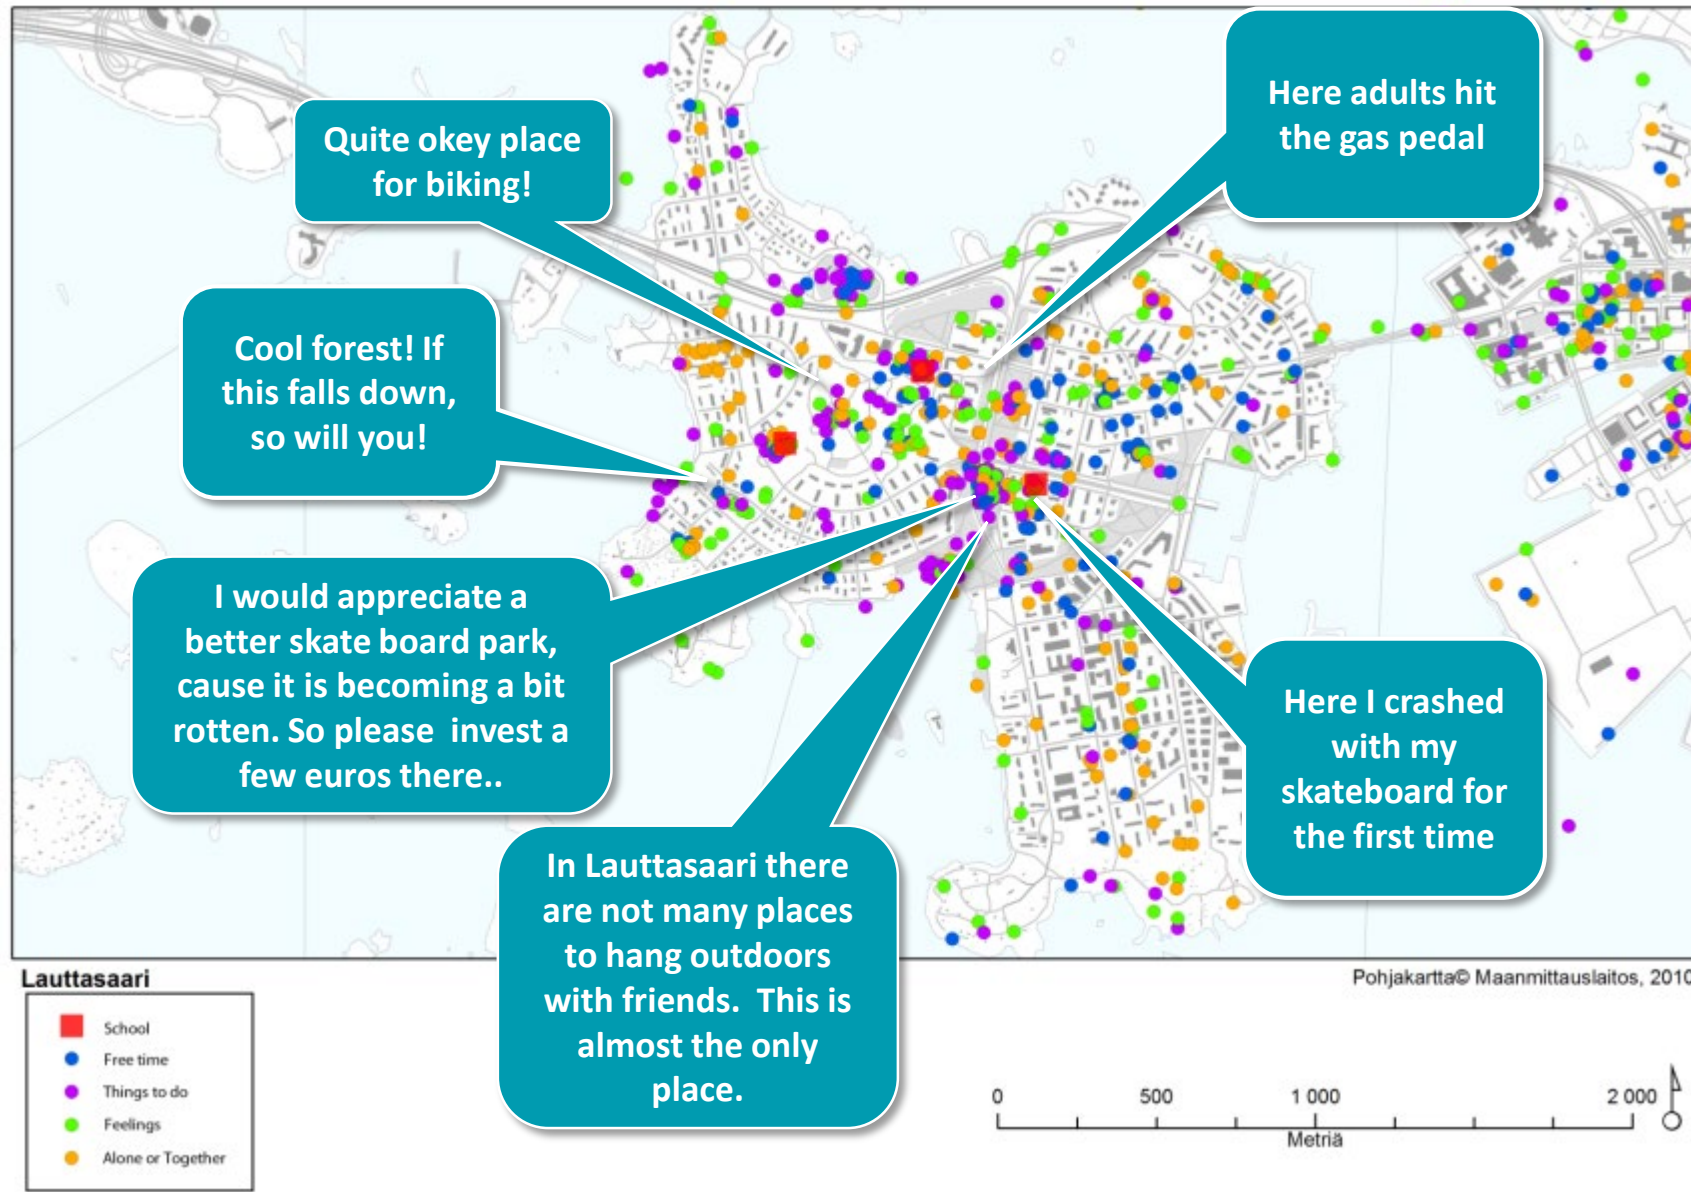 Here adults hit
the gas pedal
Quite okey place
for biking!
Cool forest! If
this falls down,
so will you!
I would appreciate a
better skate board park,
cause it is becoming a bit
rotten. So please  invest a
few euros there..
Here I crashed
with my
skateboard for
the first time
In Lauttasaari there
are not many places
to hang outdoors
with friends.  This is
almost the only
place.
Lauttasaari
Pohjakartta© Maanmittauslaitos, 2010
School
Free time
Things to do
Feelings
Alone or Together
0 500 1 000 2 000
Metriä